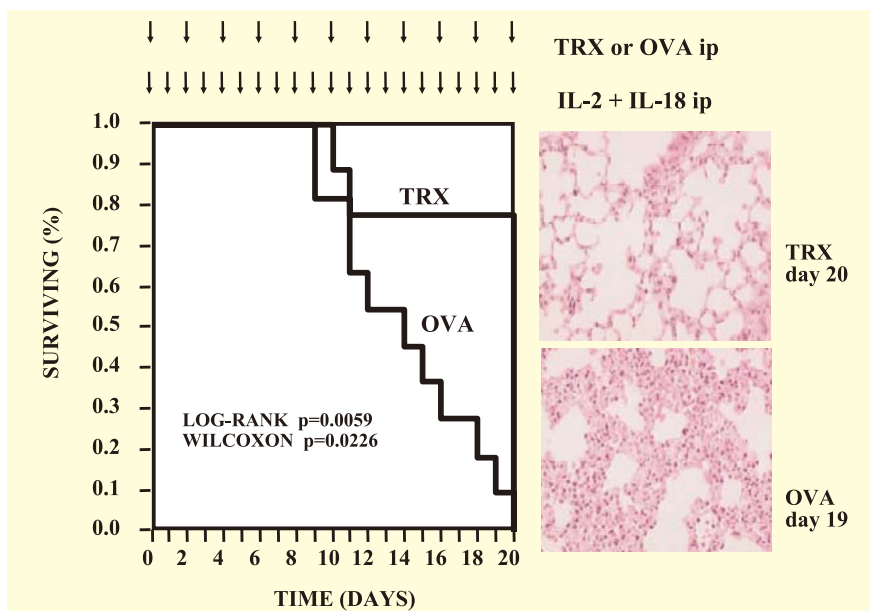 TRX or OVA ip
IL-2 + IL-18 ip
1.0
0.9
0.8
0.7
0.6
0.5
0.4
0.3
0.2
0.1
0.0
SURVIVING (%)
TRX
OVA
LOG-RANK p=0.0059
WILCOXON p=0.0226
0 2 4 6 8 10 12 14 16 18 20
TIME (DAYS)
TRX
day 20
OVA
day 19